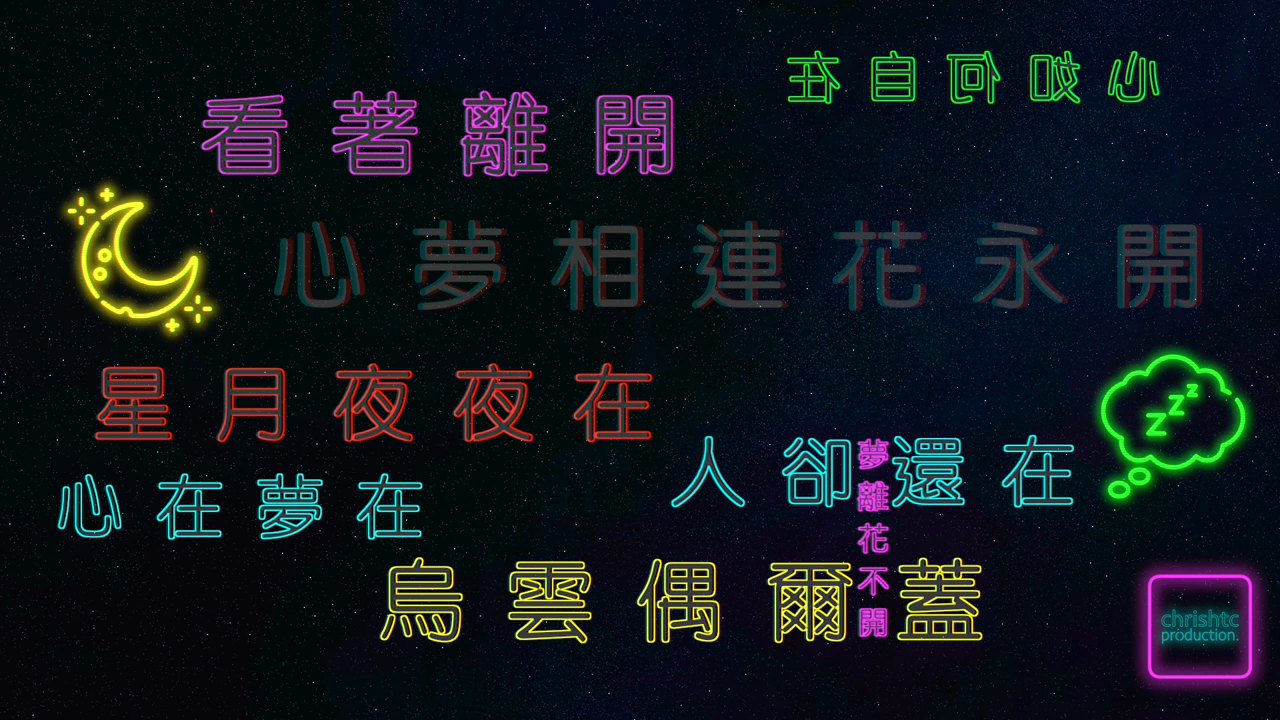 心如何自在
看著離開
心夢相連花永開
星月夜夜在
人卻還在
夢離花不開
心在夢在
烏雲偶爾蓋
zzz
chrishtc
production.